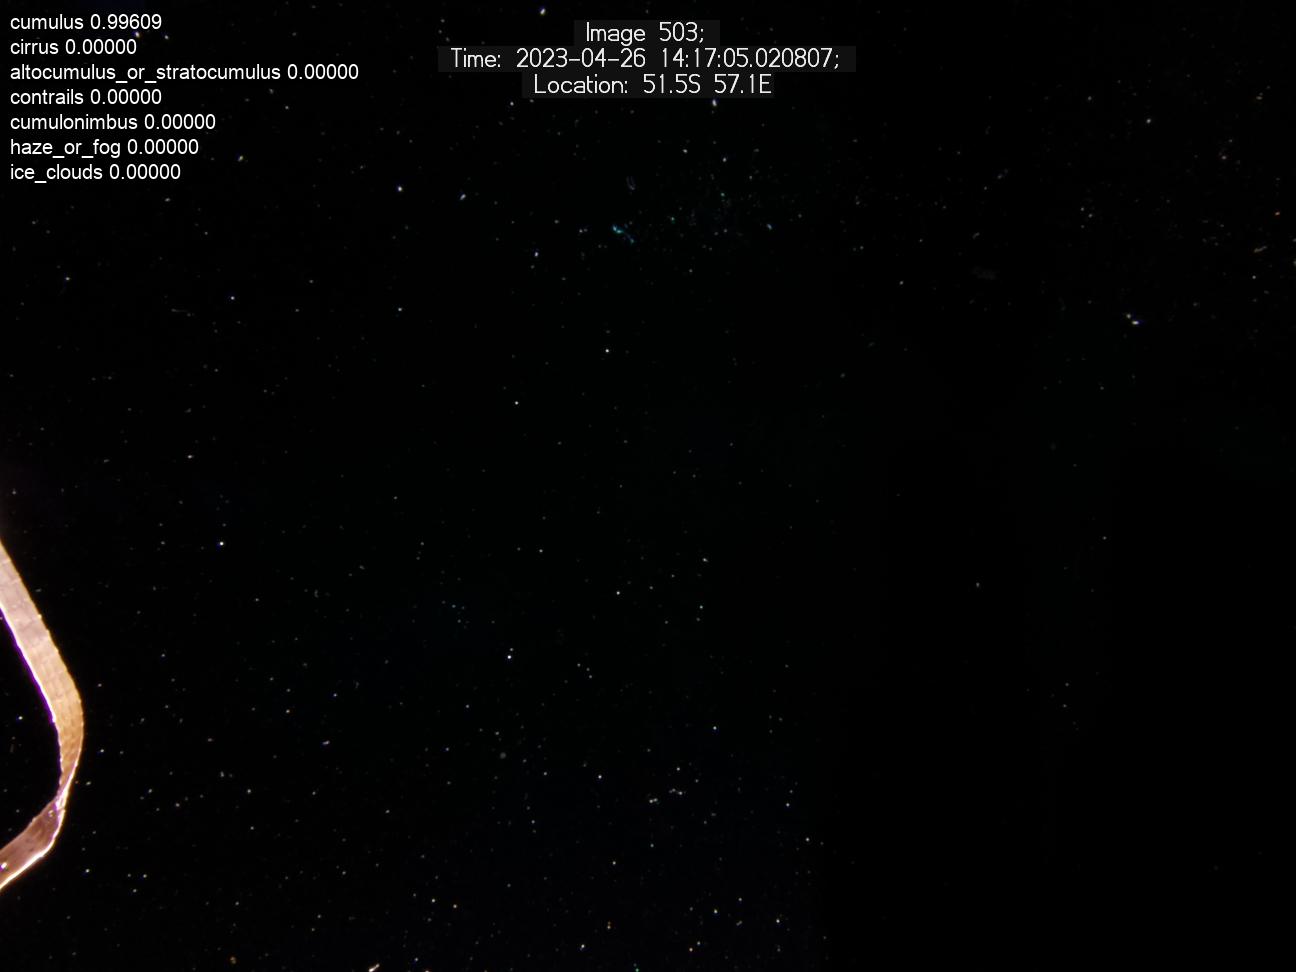 cumulus 0.99609
cirrus 0.00000
altocumulus_or_stratocumulus 0.00000
contrails 0.00000
cumulonimbus 0.00000
haze_or_fog 0.00000
ice_clouds 0.00000
Image 503;
Time: 2023-04-26 14:17:05.020807;
Location: 51.5S 57.1E